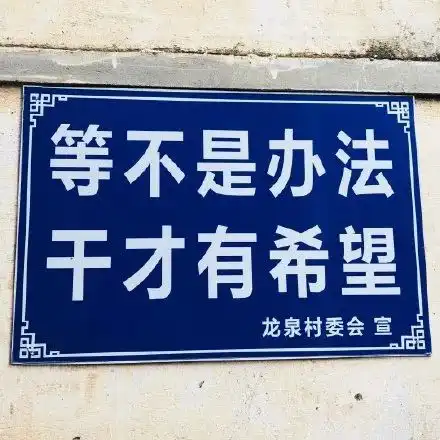 等不是办法
干才有希望
龙泉村委会 宣